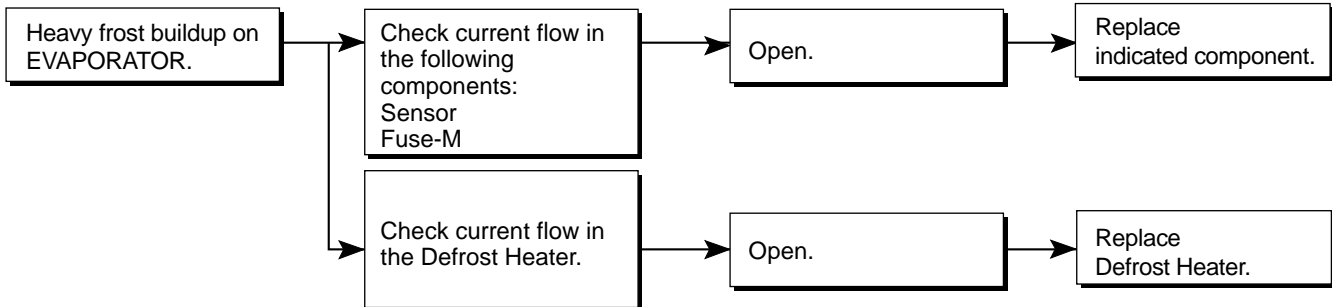 Heavy frost buildup on
EVAPORATOR.
Check current flow in
the following
components:
Sensor
Fuse-M
Open.
Replace
indicated component.
Check current flow in
the Defrost Heater.
Open.
Replace
Defrost Heater.